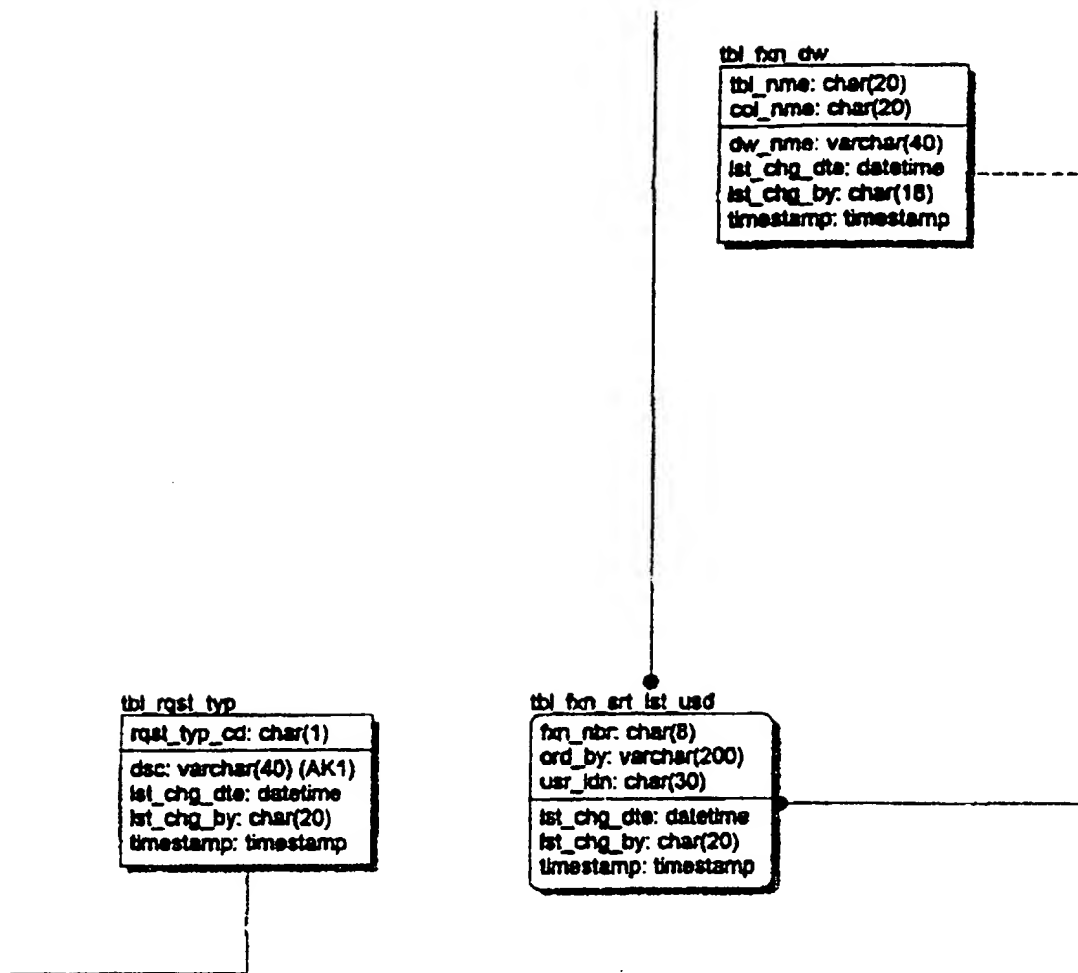 tbl_fxn_dw
tbl_nme: char(20)
col_nme: char(20)
dw_nme: varchar(40)
lst_chg_dte: datetime
lst_chg_by: char(18)
timestamp: timestamp
tbl_rqst_typ
rqst_typ_cd: char(1)
dsc: varchar(40) (AK1)
lst_chg_dte: datetime
lst_chg_by: char(20)
timestamp: timestamp
tbl_fxn_srt_lst_usd
fxn_nbr: char(8)
ord_by: varchar(200)
usr_idn: char(30)
lst_chg_dte: datetime
lst_chg_by: char(20)
timestamp: timestamp